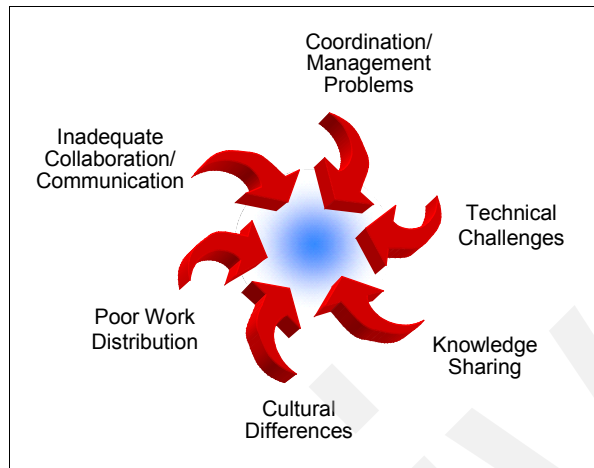 Coordination/
Management
Problems
Inadequate
Collaboration/
Communication
Technical
Challenges
Poor Work
Distribution
Knowledge
Sharing
Cultural
Differences